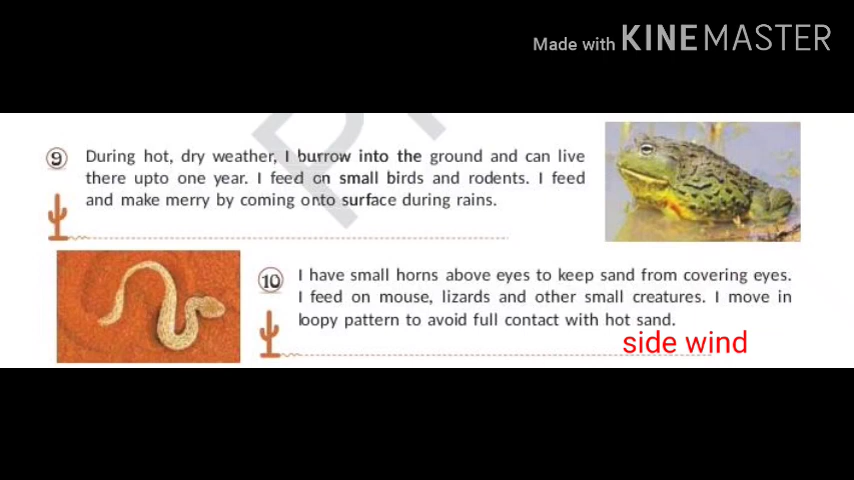 Made with KINEMASTER
9 During hot, dry weather, I burrow into the ground and can live
there upto one year. I feed on small birds and rodents. I feed
and make merry by coming onto surface during rains.
10 I have small horns above eyes to keep sand from covering eyes.
I feed on mouse, lizards and other small creatures. I move in
loopy pattern to avoid full contact with hot sand.
side wind